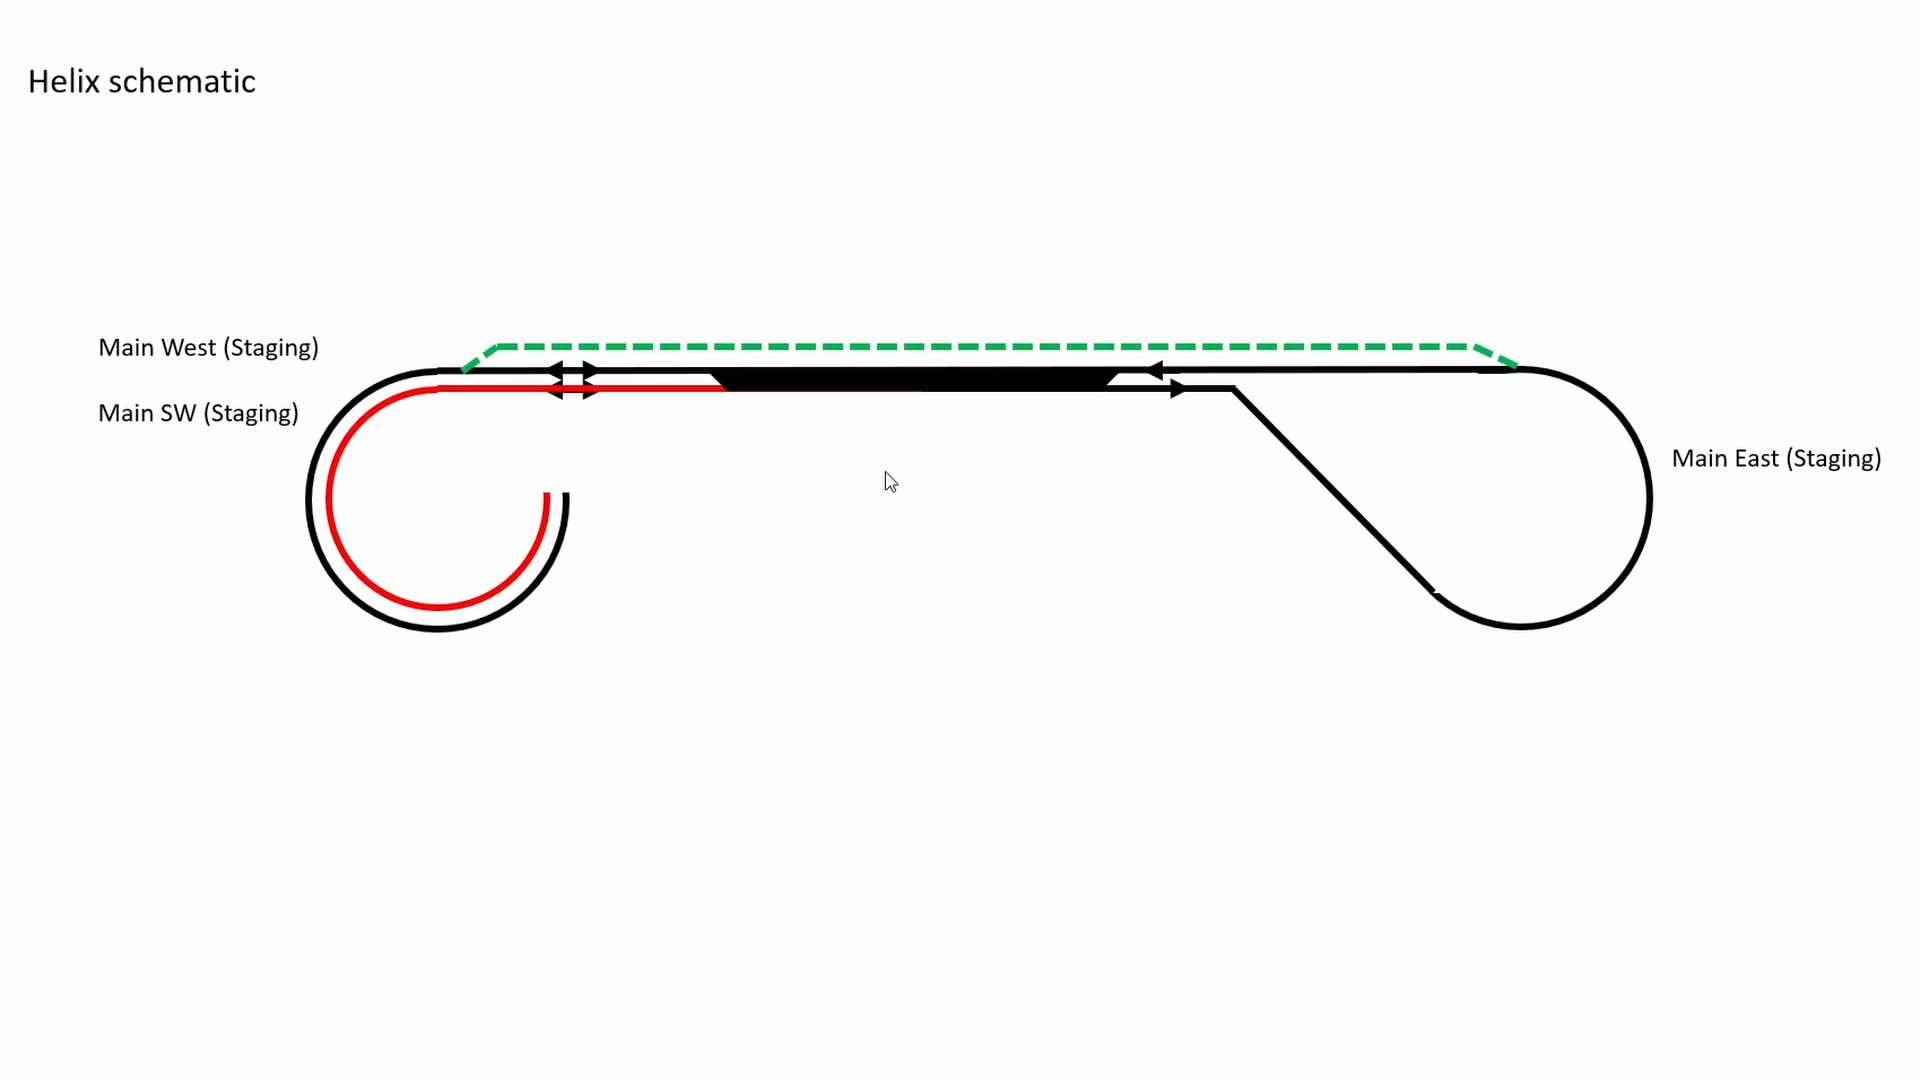 Helix schematic
Main West (Staging)
Main SW (Staging)
Main East (Staging)